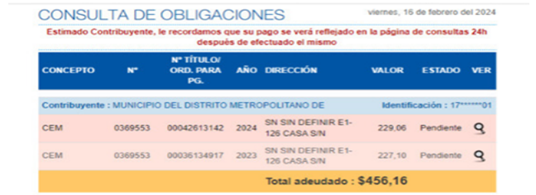 CONSULTA DE OBLIGACIONES
viernes, 16 de febrero del 2024
Estimado Contribuyente, le recordamos que su pago se verá reflejado en la página de consultas 24h
después de efectuado el mismo
CONCEPTO N° N° TÍTULO/ ORD. PARA PG. AÑO DIRECCIÓN VALOR ESTADO VER
Contribuyente : MUNICIPIO DEL DISTRITO METROPOLITANO DE Identificación : 17******01
CEM 0369553 00042613142 2024 SN SIN DEFINIR E1-126 CASA S/N 229,06 Pendiente
CEM 0369553 00036134917 2023 SN SIN DEFINIR E1-126 CASA S/N 227,10 Pendiente
Total adeudado : $456,16